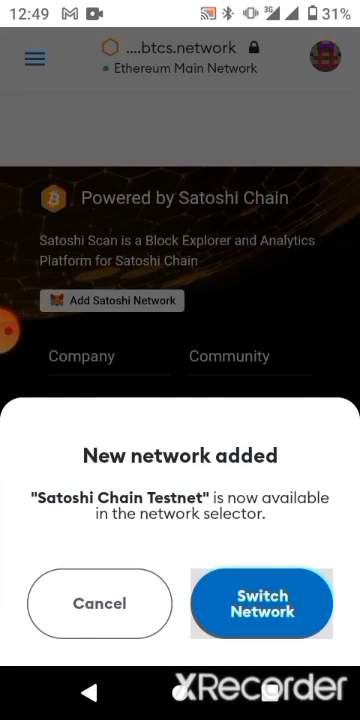 12:49
3G
31%
....btcs.network
Ethereum Main Network
Powered by Satoshi Chain
Satoshi Scan is a Block Explorer and Analytics
Platform for Satoshi Chain
Add Satoshi Network
Company
Community
New network added
"Satoshi Chain Testnet" is now available
in the network selector.
Cancel
Switch
Network
XRecorder